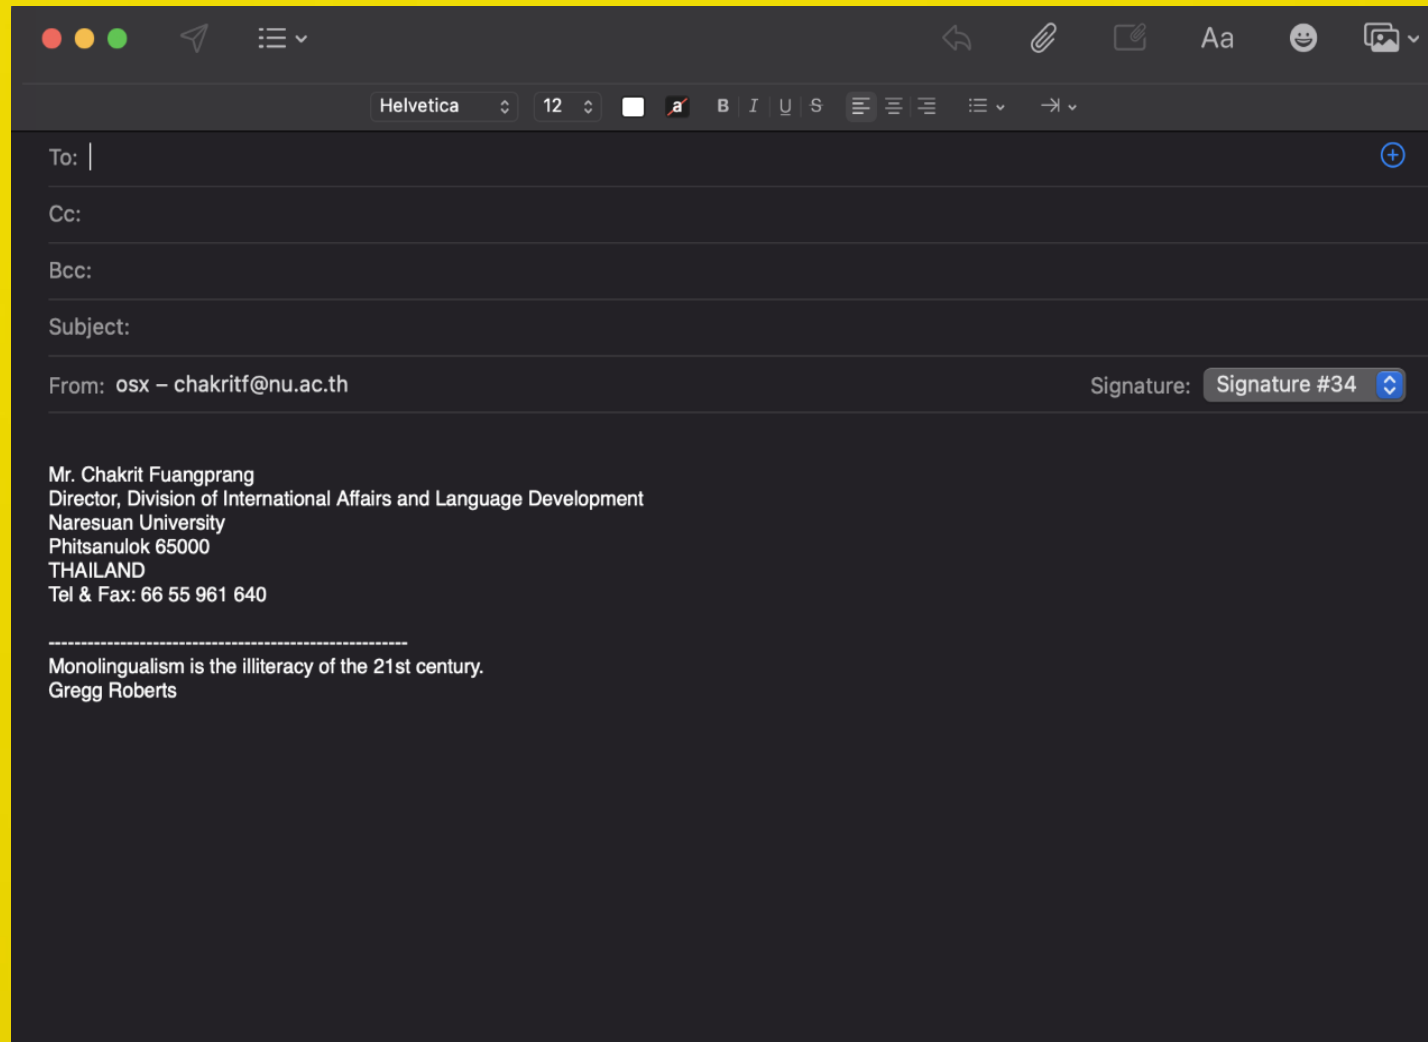 Helvetica 12 a B I U S
Aa
To:
Cc:
Bcc:
Subject:
From: osx – chakritf@nu.ac.th Signature: Signature #34
Mr. Chakrit Fuangprang
Director, Division of International Affairs and Language Development
Naresuan University
Phitsanulok 65000
THAILAND
Tel & Fax: 66 55 961 640
--------------------------------------------------------
Monolingualism is the illiteracy of the 21st century.
Gregg Roberts